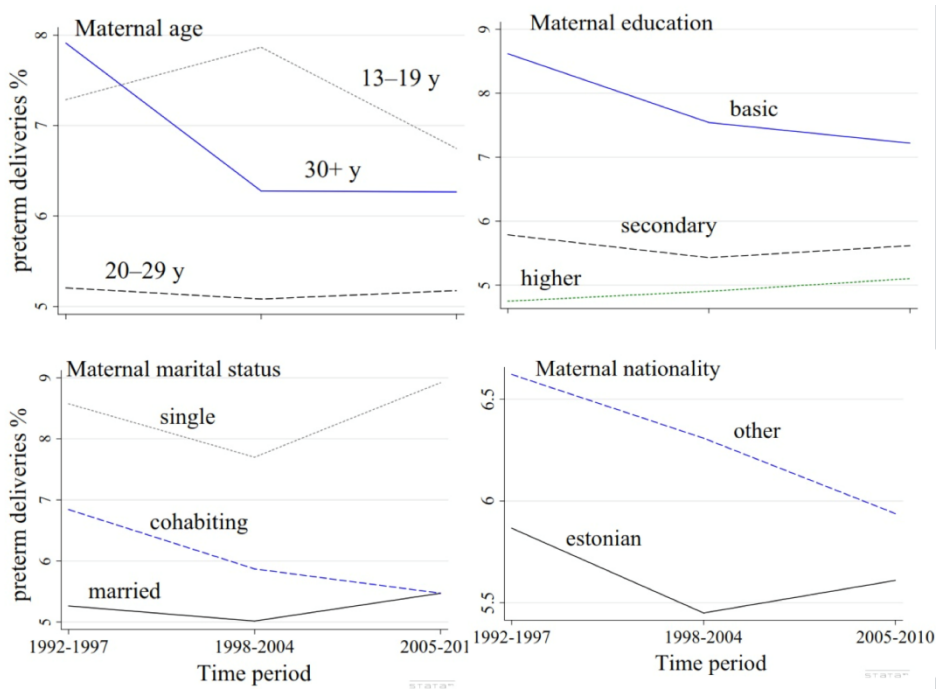 Maternal age
preterm deliveries %
8
7
6
5
13–19 y
30+ y
20–29 y
Maternal education
9
8
7
6
5
basic
secondary
higher
Maternal marital status
preterm deliveries %
9
8
7
6
5
single
cohabiting
married
1992-1997
1998-2004
2005-201
Time period
STATA
Maternal nationality
6.5
6
5.5
other
estonian
1992-1997
1998-2004
2005-2010
Time period